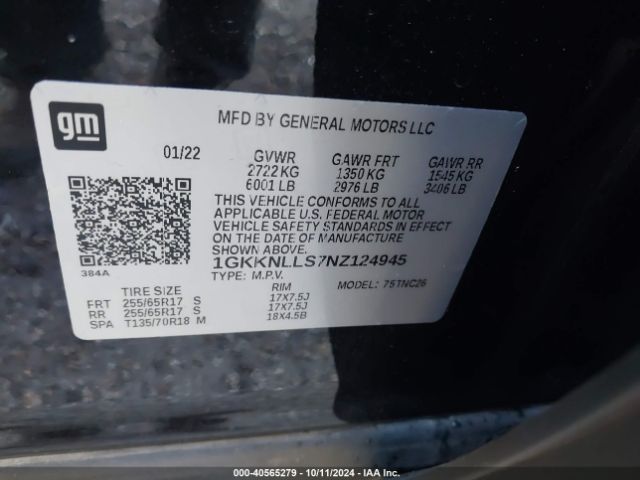 gm
MFD BY GENERAL MOTORS LLC
01/22 GVWR GAWR FRT GAWR RR
2722 KG 1350 KG 1545 KG
6001 LB 2976 LB 3406 LB
THIS VEHICLE CONFORMS TO ALL
APPLICABLE U.S. FEDERAL MOTOR
VEHICLE SAFETY STANDARDS IN EFFECT
ON THE DATE OF MANUFACTURE
SHOWN ABOVE.
1GKKNLLS7NZ124945
384A TYPE: M.P.V. MODEL: 75TNC26
TIRE SIZE RIM
FRT 255/65R17 S 17X7.5J
RR 255/65R17 S 17X7.5J
SPA T135/70R18 M 18X4.5B
000-40565279 - 10/11/2024 - IAAI.com